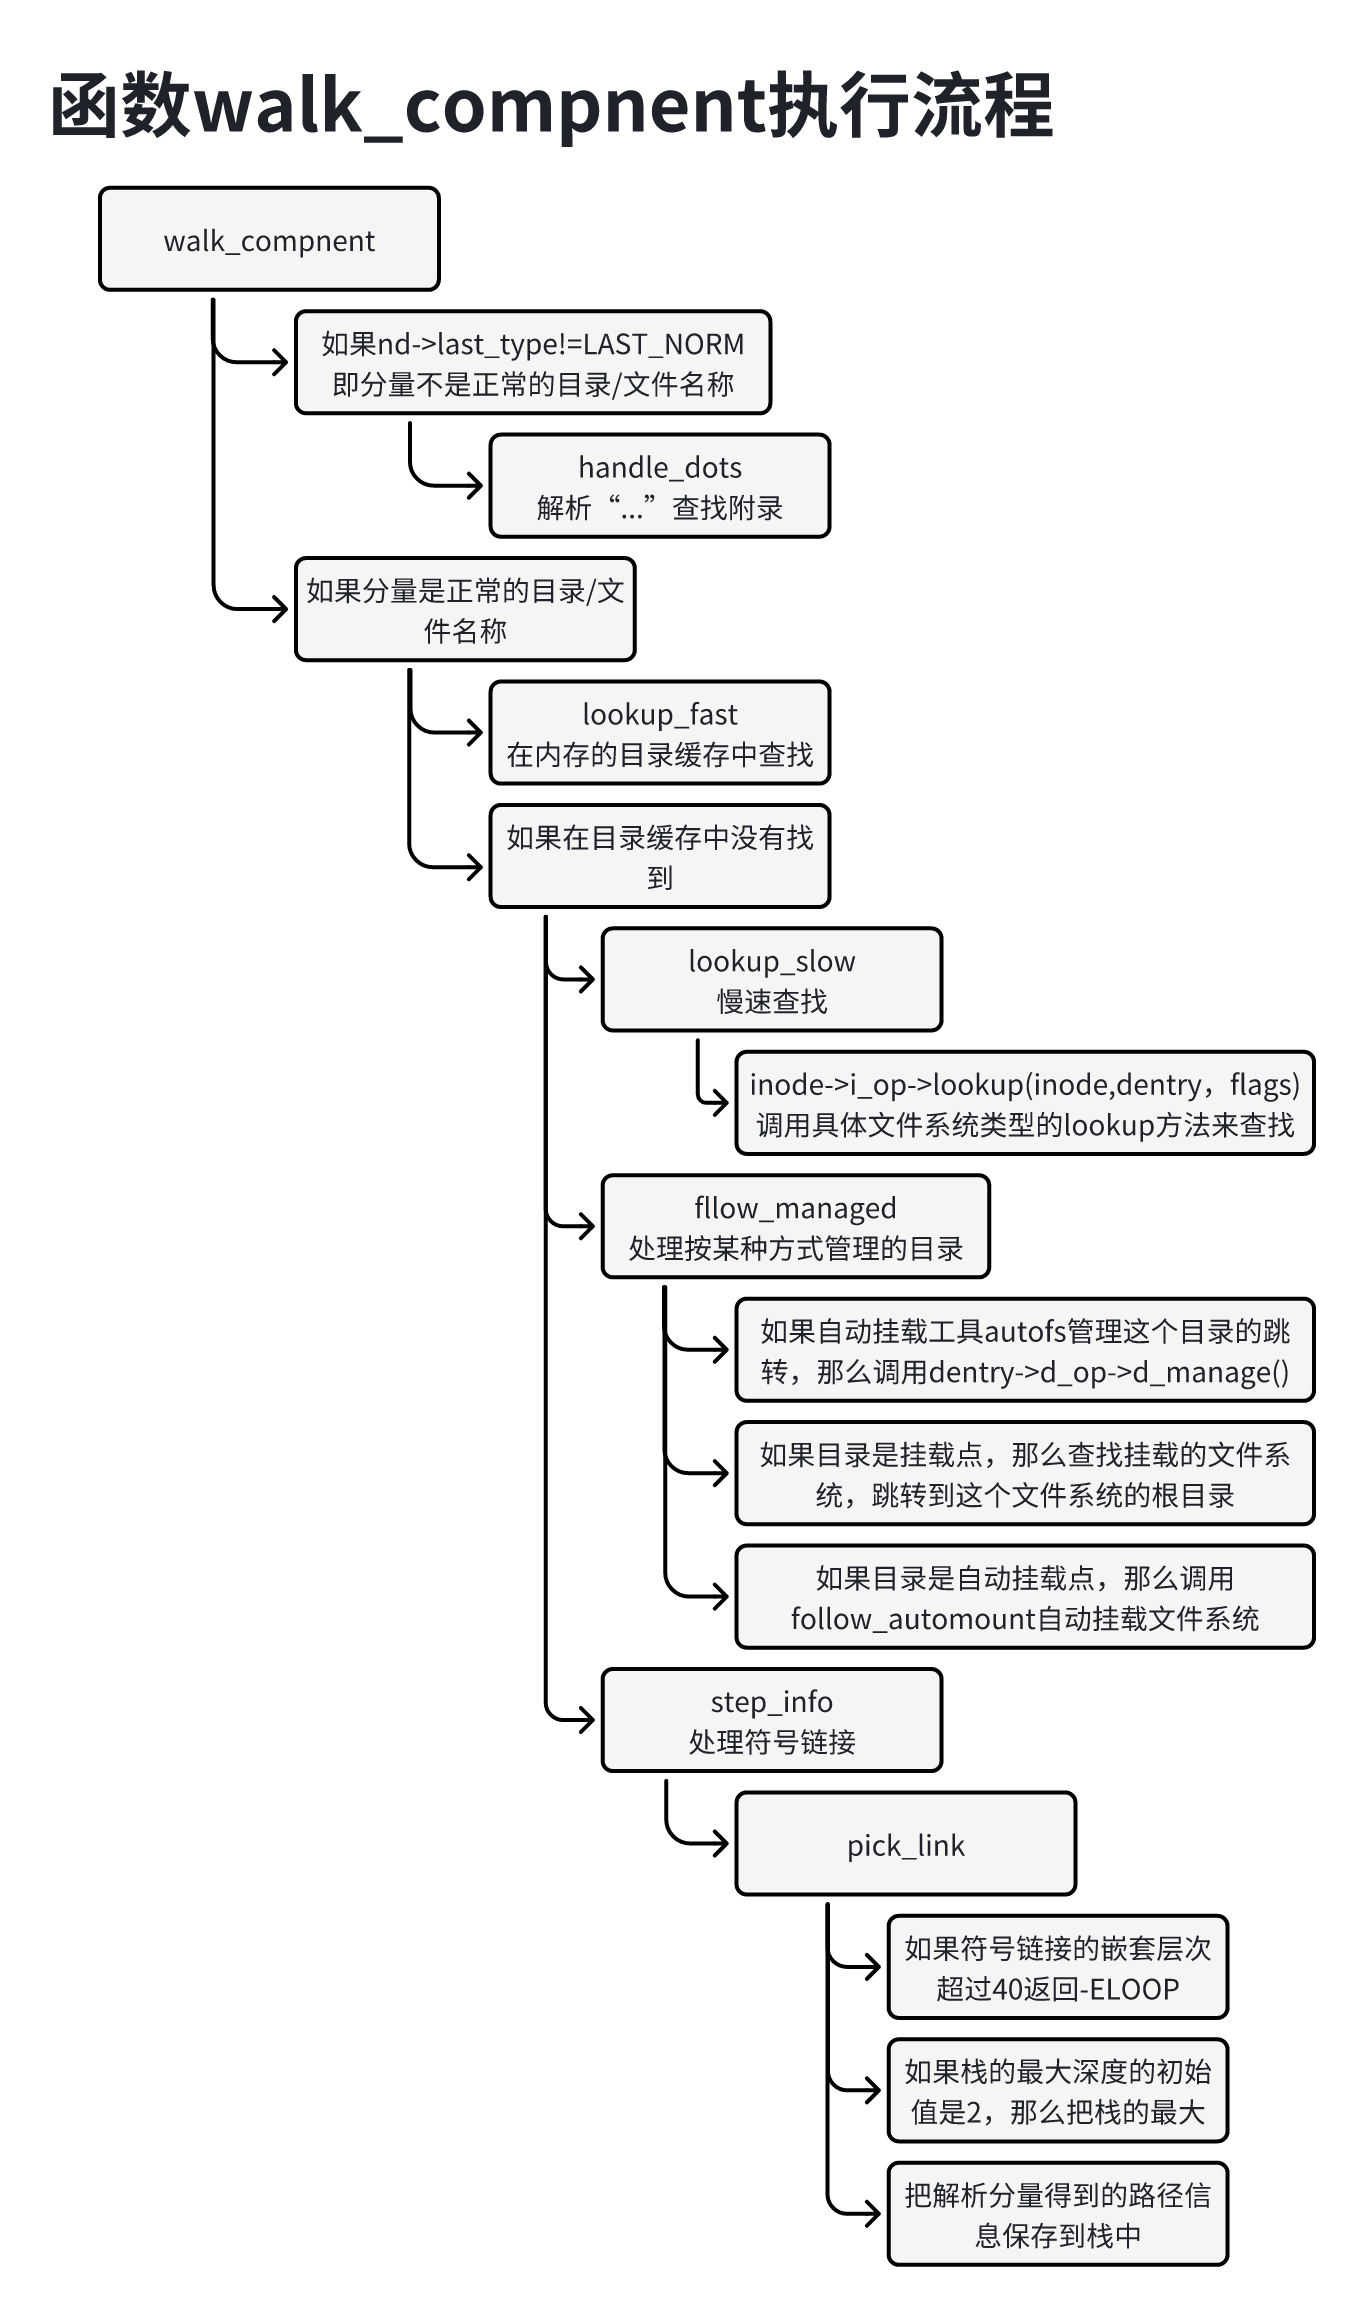 函数walk_compnent执行流程
walk_compnent
如果nd->last_type!=LAST_NORM
即分量不是正常的目录/文件名称
handle_dots
解析“...”查找附录
如果分量是正常的目录/文
件名称
lookup_fast
在内存的目录缓存中查找
如果在目录缓存中没有找
到
lookup_slow
慢速查找
inode->i_op->lookup(inode,dentry，flags)
调用具体文件系统类型的lookup方法来查找
fllow_managed
处理按某种方式管理的目录
如果自动挂载工具autofs管理这个目录的跳
转，那么调用dentry->d_op->d_manage()
如果目录是挂载点，那么查找挂载的文件系
统，跳转到这个文件系统的根目录
如果目录是自动挂载点，那么调用
follow_automount自动挂载文件系统
step_info
处理符号链接
pick_link
如果符号链接的嵌套层次
超过40返回-ELOOP
如果栈的最大深度的初始
值是2，那么把栈的最大
把解析分量得到的路径信
息保存到栈中